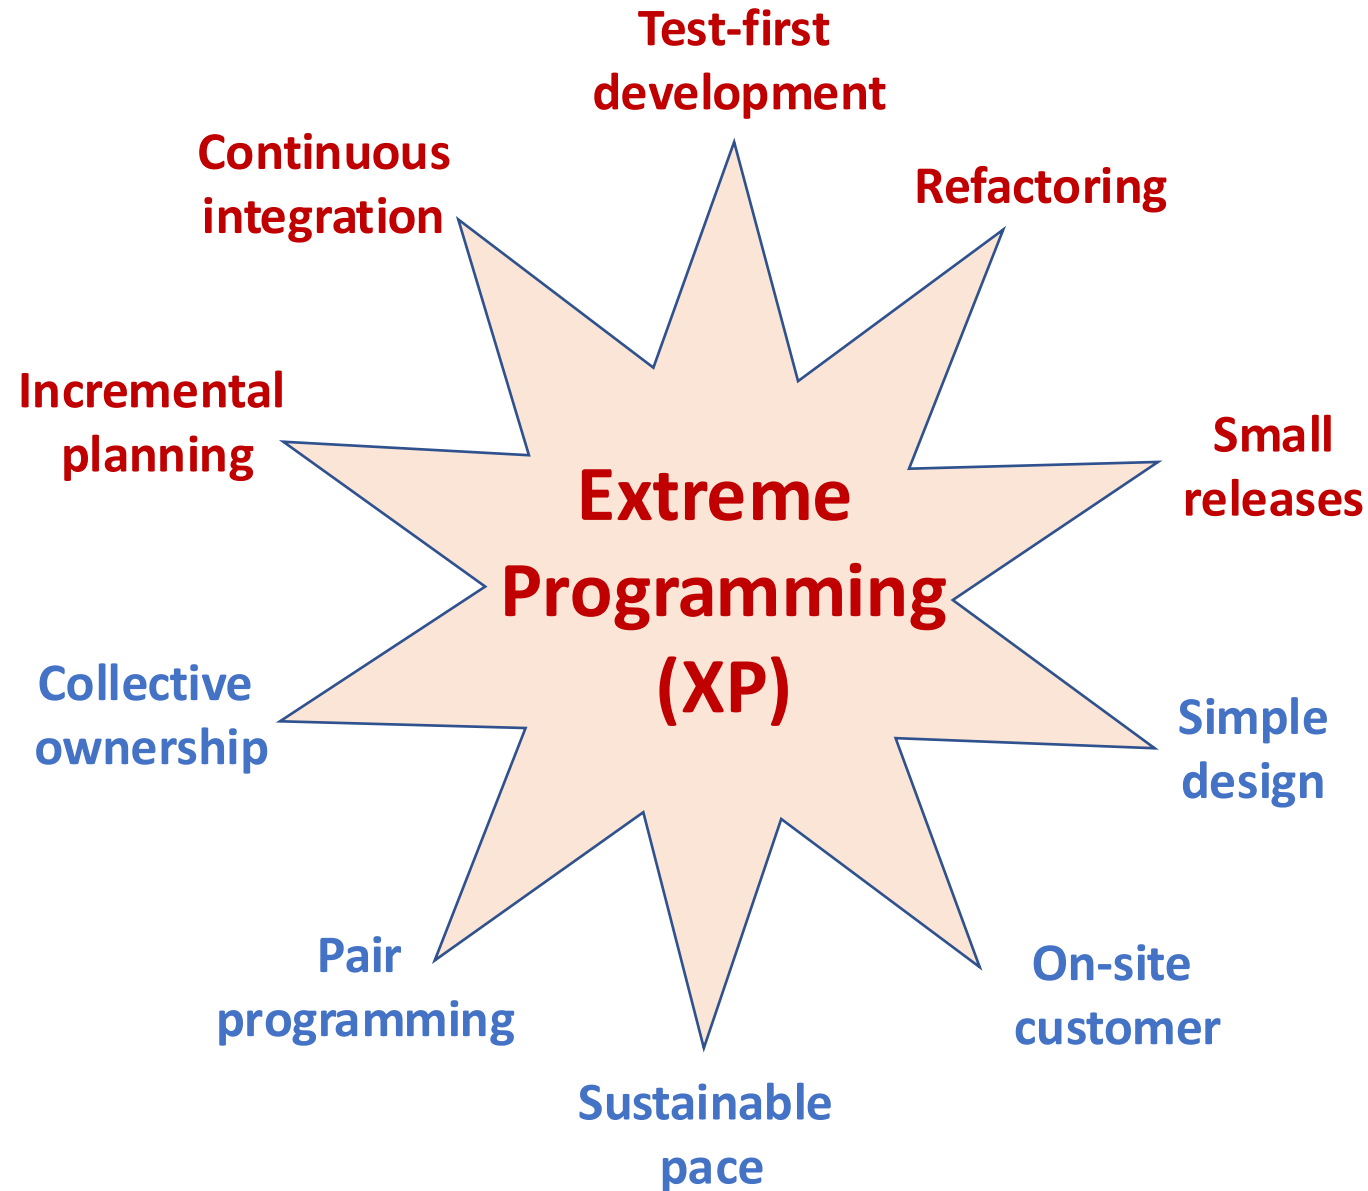 Test-first
development
Continuous
integration
Refactoring
Incremental
planning
Small
releases
Extreme
Programming
(XP)
Collective
ownership
Simple
design
Pair
programming
On-site
customer
Sustainable
pace